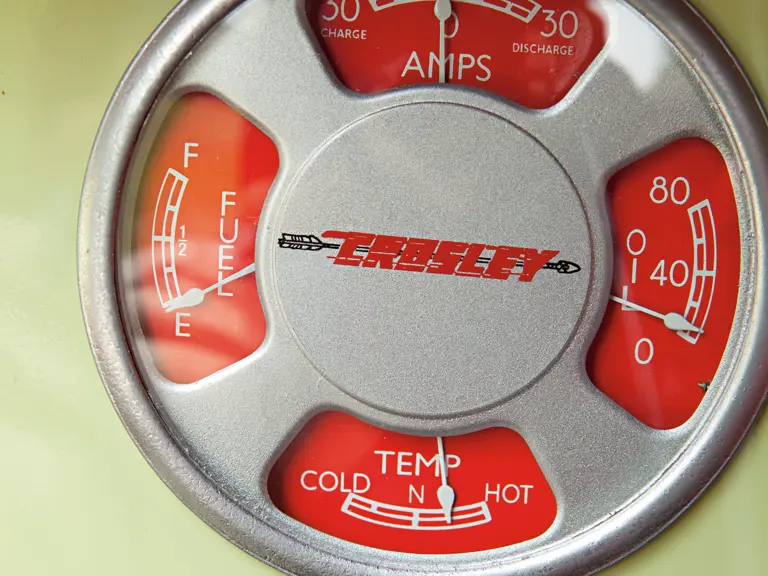 30 0 30
CHARGE DISCHARGE
AMPS
F
1/2
E
FUEL
CROSLEY
80
40
0
OIL
TEMP
COLD N HOT